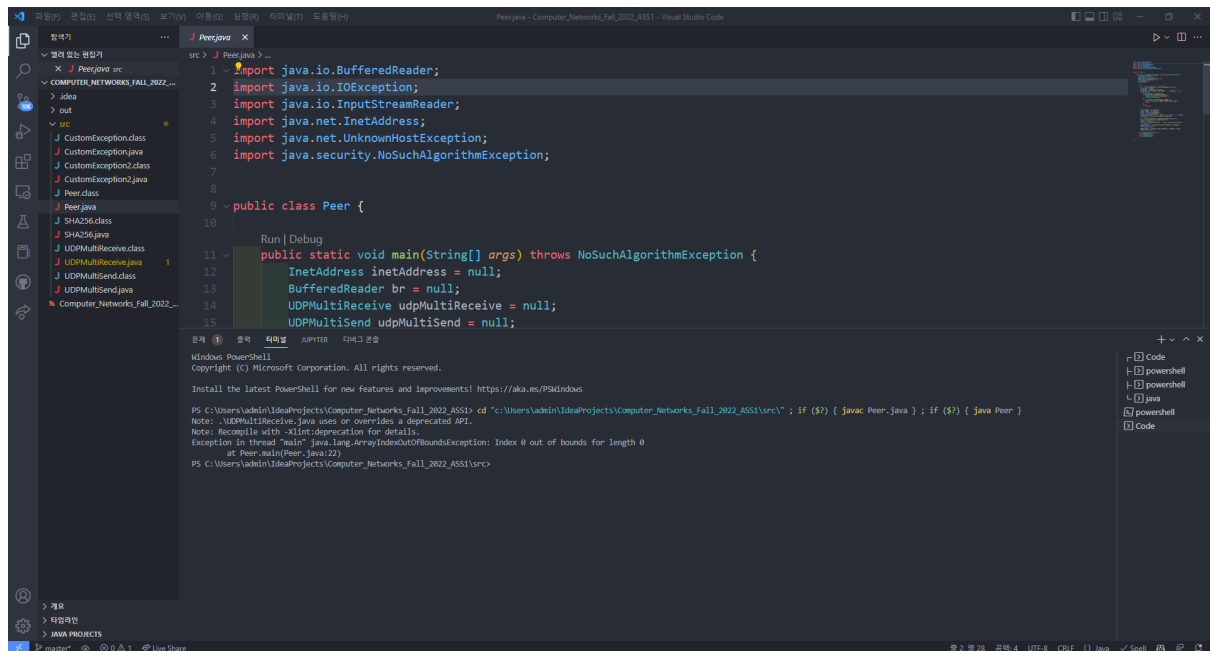 파일(F) 편집(E) 선택 영역(S) 보기(V) 이동(G) 실행(R) 터미널(T) 도움말(H)
Peer.java - Computer_Networks_Fall_2022_ASS1 - Visual Studio Code
탐색기
열려 있는 편집기
Peer.java src
COMPUTER_NETWORKS_FALL_2022_...
.idea
out
src
CustomException.class
CustomException.java
CustomException2.class
CustomException2.java
Peer.class
Peer.java
SHA256.class
SHA256.java
UDPMultiReceive.class
UDPMultiReceive.java 1
UDPMultiSend.class
UDPMultiSend.java
Computer_Networks_Fall_2022_...
개요
타임라인
JAVA PROJECTS
10K
Peer.java
src > Peer.java > ...
1 import java.io.BufferedReader;
2 import java.io.IOException;
3 import java.io.InputStreamReader;
4 import java.net.InetAddress;
5 import java.net.UnknownHostException;
6 import java.security.NoSuchAlgorithmException;
7
8
9 public class Peer {
10
Run | Debug
11 public static void main(String[] args) throws NoSuchAlgorithmException {
12 InetAddress inetAddress = null;
13 BufferedReader br = null;
14 UDPMultiReceive udpMultiReceive = null;
15 UDPMultiSend udpMultiSend = null;
문제 1 출력 터미널 JUPYTER 디버그 콘솔
Windows PowerShell
Copyright (C) Microsoft Corporation. All rights reserved.
Install the latest PowerShell for new features and improvements! https://aka.ms/PSWindows
PS C:\Users\admin\IdeaProjects\Computer_Networks_Fall_2022_ASS1> cd "c:\Users\admin\IdeaProjects\Computer_Networks_Fall_2022_ASS1\src\" ; if ($?) { javac Peer.java } ; if ($?) { java Peer }
Note: .\UDPMultiReceive.java uses or overrides a deprecated API.
Note: Recompile with -Xlint:deprecation for details.
Exception in thread "main" java.lang.ArrayIndexOutOfBoundsException: Index 0 out of bounds for length 0
at Peer.main(Peer.java:22)
PS C:\Users\admin\IdeaProjects\Computer_Networks_Fall_2022_ASS1\src>
Code
powershell
powershell
java
powershell
Code
master* 0 1 Live Share
줄 2, 열 28 공백: 4 UTF-8 CRLF {} Java Spell